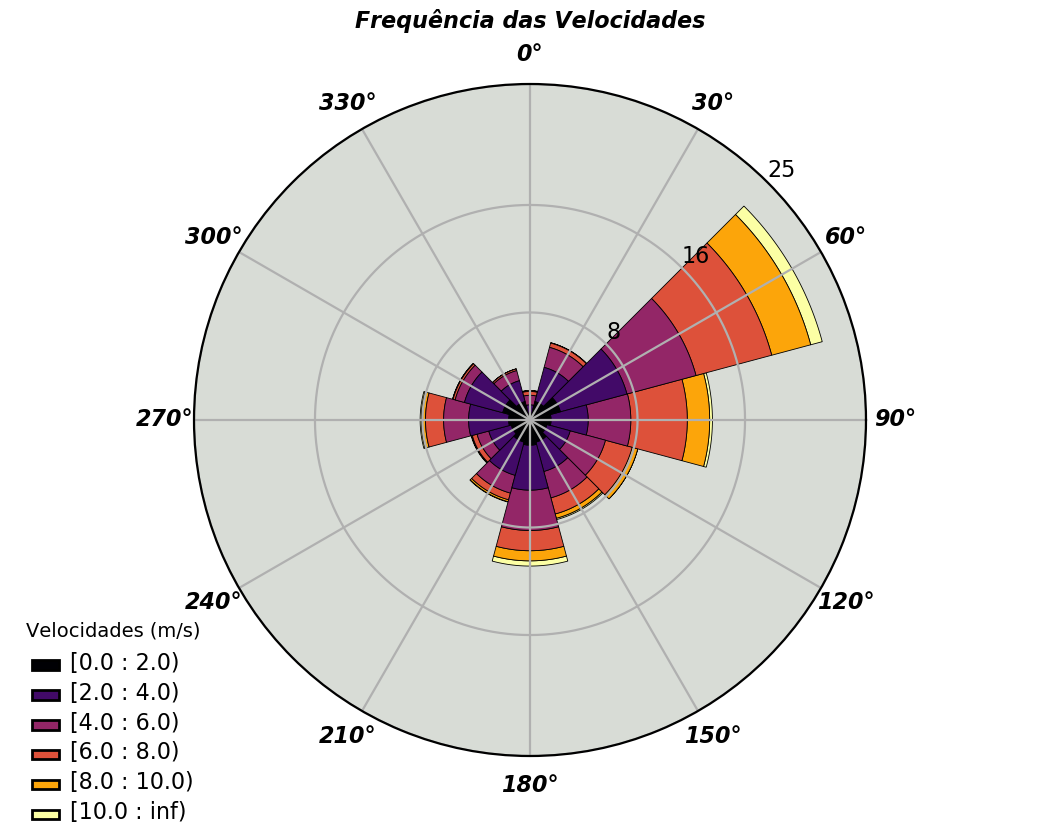 Frequência das Velocidades
0°
30°
60°
90°
120°
150°
180°
210°
240°
270°
300°
330°
8
16
25
Velocidades (m/s)
[0.0 : 2.0)
[2.0 : 4.0)
[4.0 : 6.0)
[6.0 : 8.0)
[8.0 : 10.0)
[10.0 : inf)